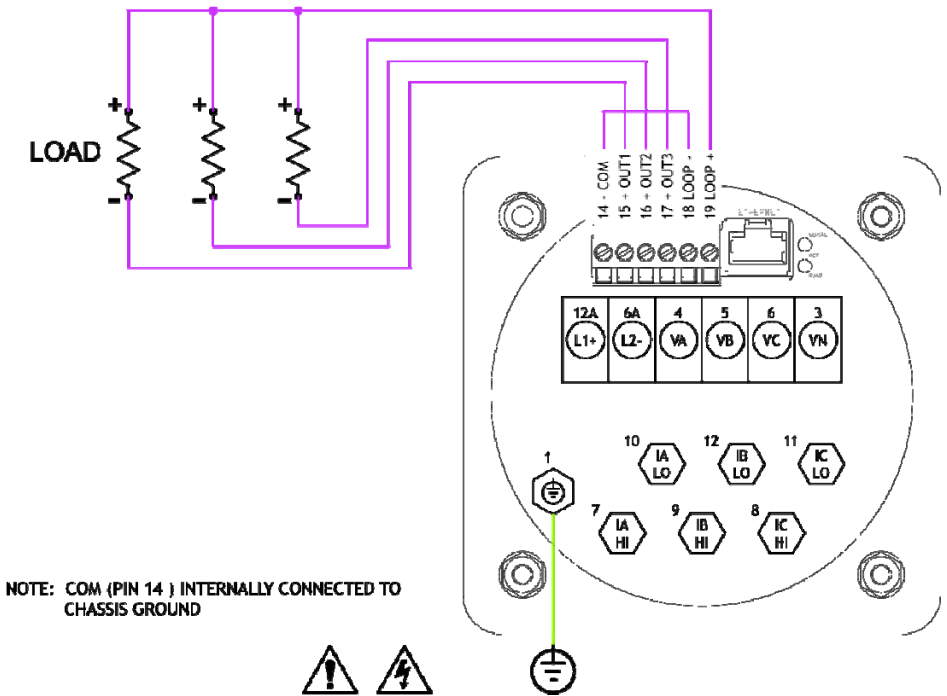 + + +
LOAD
- - -
14 - COM
15 + OUT1
16 + OUT2
17 + OUT3
18 LOOP -
19 LOOP +
ETHERNET
12A 6A 4 5 6 3
L1+ L2- VA VB VC VN
10 12 11
IA IB IC
LO LO LO
1
7 9 8
IA IB IC
HI HI HI
NOTE: COM (PIN 14 ) INTERNALLY CONNECTED TO
CHASSIS GROUND